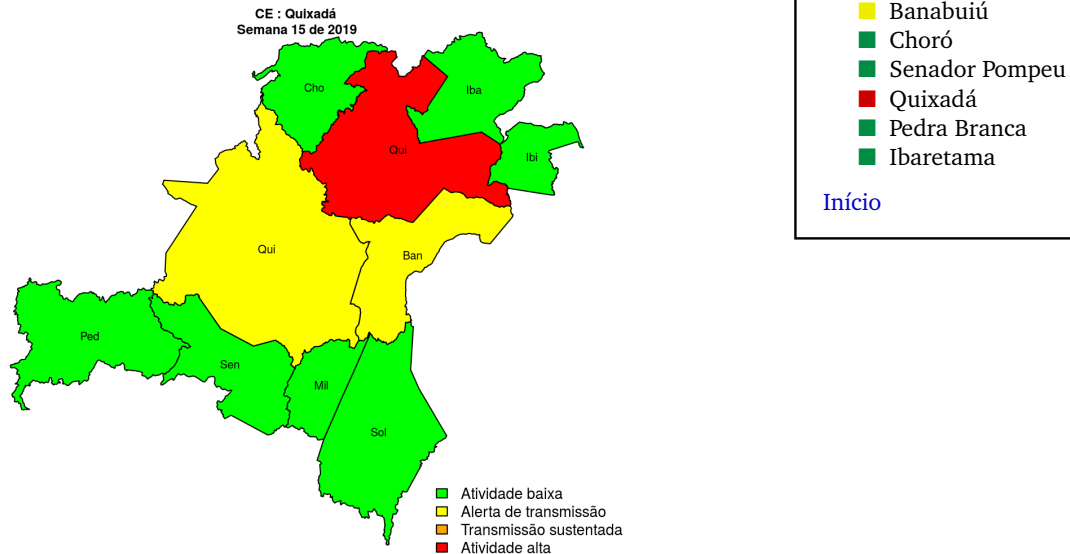 CE : Quixadá
Semana 15 de 2019
Cho
Iba
Qui
Ibi
Qui
Ban
Ped
Sen
Mil
Sol
Atividade baixa
Alerta de transmissão
Transmissão sustentada
Atividade alta
Banabuiú
Choró
Senador Pompeu
Quixadá
Pedra Branca
Ibaretama
Início